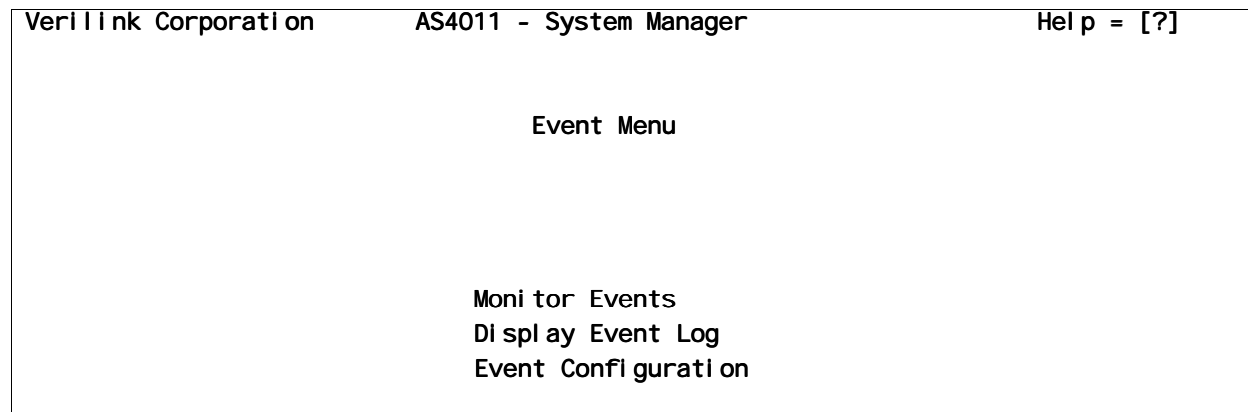 Verilink Corporation AS4011 - System Manager Help = [?]
Event Menu
Monitor Events
Display Event Log
Event Configuration